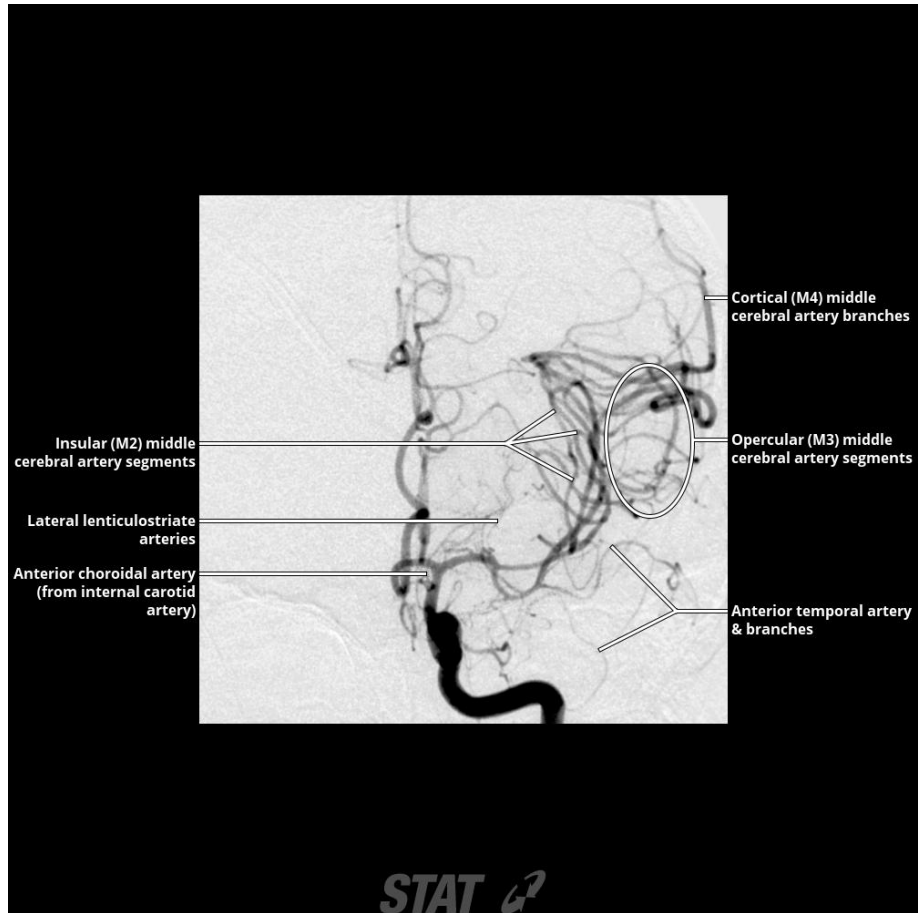 Cortical (M4) middle
cerebral artery branches
Insular (M2) middle
cerebral artery segments
Opercular (M3) middle
cerebral artery segments
Lateral lenticulostriate
arteries
Anterior choroidal artery
(from internal carotid
artery)
Anterior temporal artery
& branches
STAT